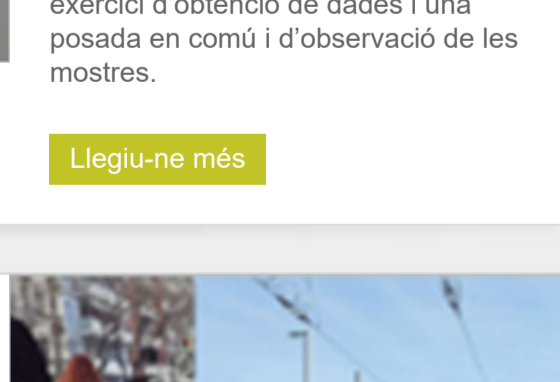 exercici d'obtenció de dades i una
posada en comú i d'observació de les
mostres.
Llegiu-ne més